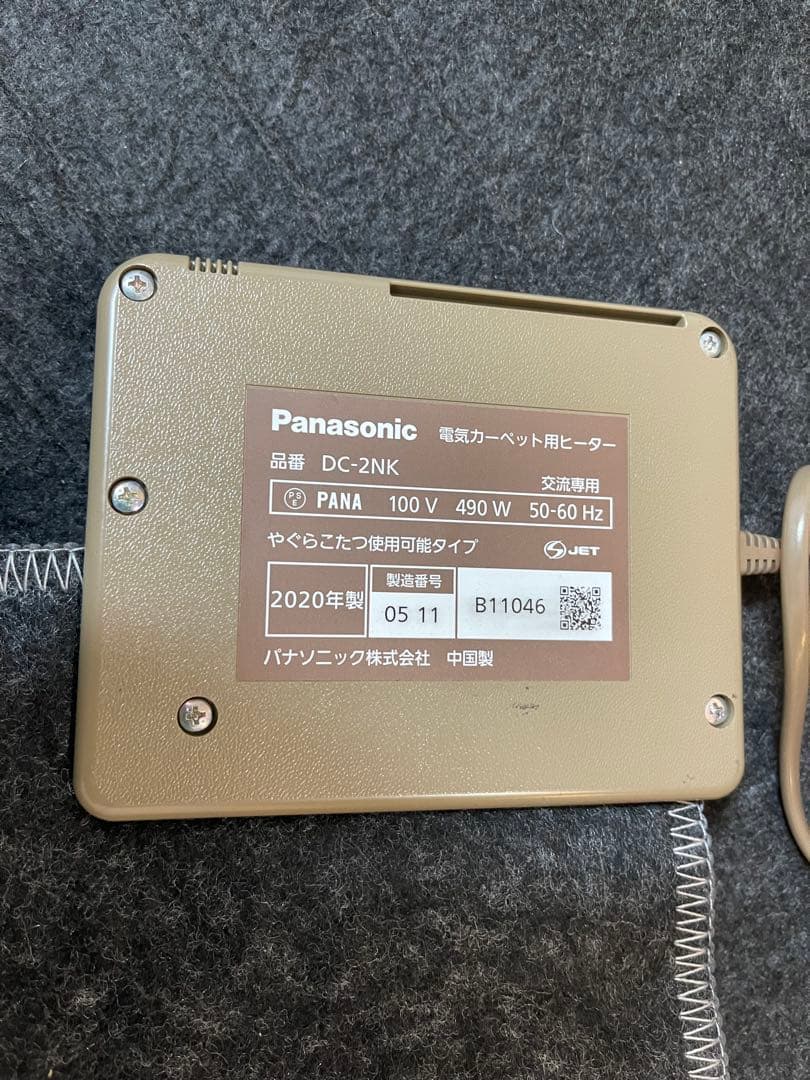 Panasonic 電気カーペット用ヒーター
品番 DC-2NK
交流専用
PSE PANA 100 V 490 W 50-60 Hz
やぐらこたつ使用可能タイプ JET
2020年製 製造番号 05 11 B11046
パナソニック株式会社 中国製